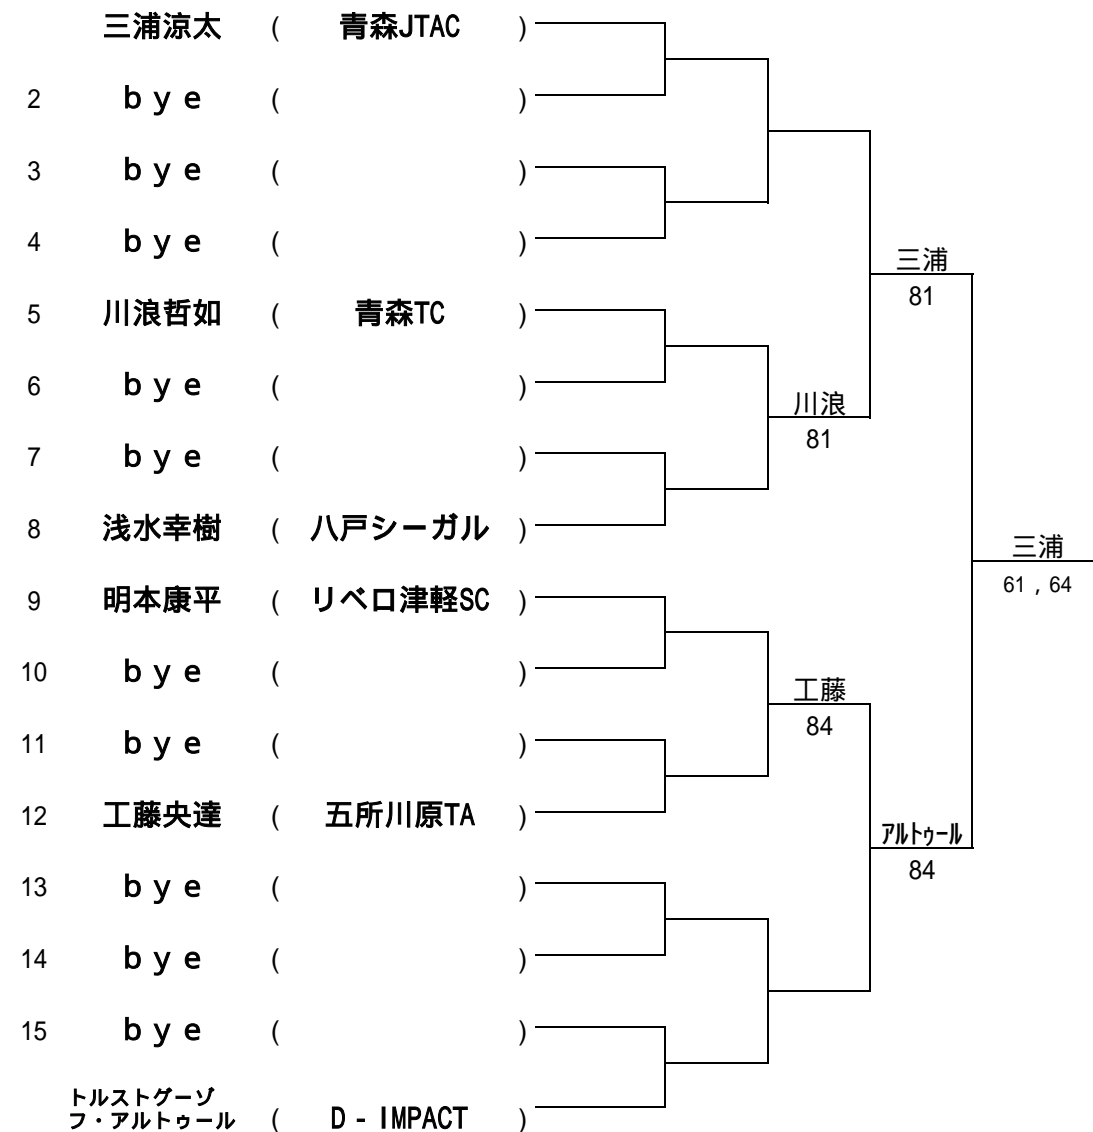 三浦涼太 ( 青森JTAC )
2 ｂｙｅ ( )
3 ｂｙｅ ( )
4 ｂｙｅ ( )
三浦
81
5 川浪哲如 ( 青森TC )
6 ｂｙｅ ( )
川浪
81
7 ｂｙｅ ( )
8 浅水幸樹 ( 八戸シーガル )
三浦
61 , 64
9 明本康平 ( リベロ津軽SC )
10 ｂｙｅ ( )
工藤
84
11 ｂｙｅ ( )
12 工藤央達 ( 五所川原TA )
ｱﾙﾄｩｰﾙ
84
13 ｂｙｅ ( )
14 ｂｙｅ ( )
15 ｂｙｅ ( )
トルストゲーゾ
フ・アルトゥール ( D - IMPACT )